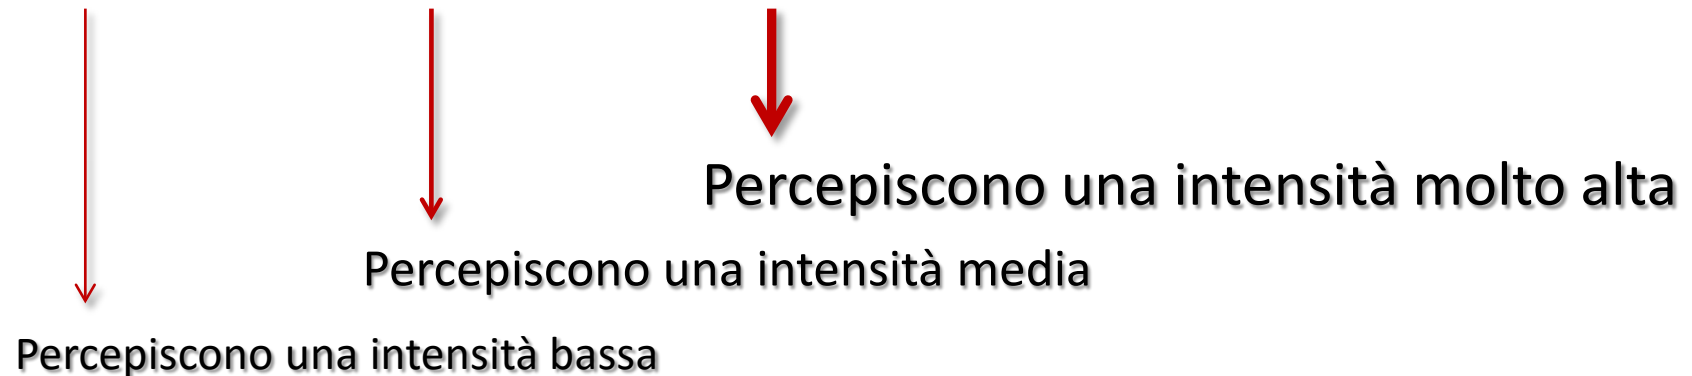 Percepiscono una intensità molto alta
Percepiscono una intensità media
Percepiscono una intensità bassa